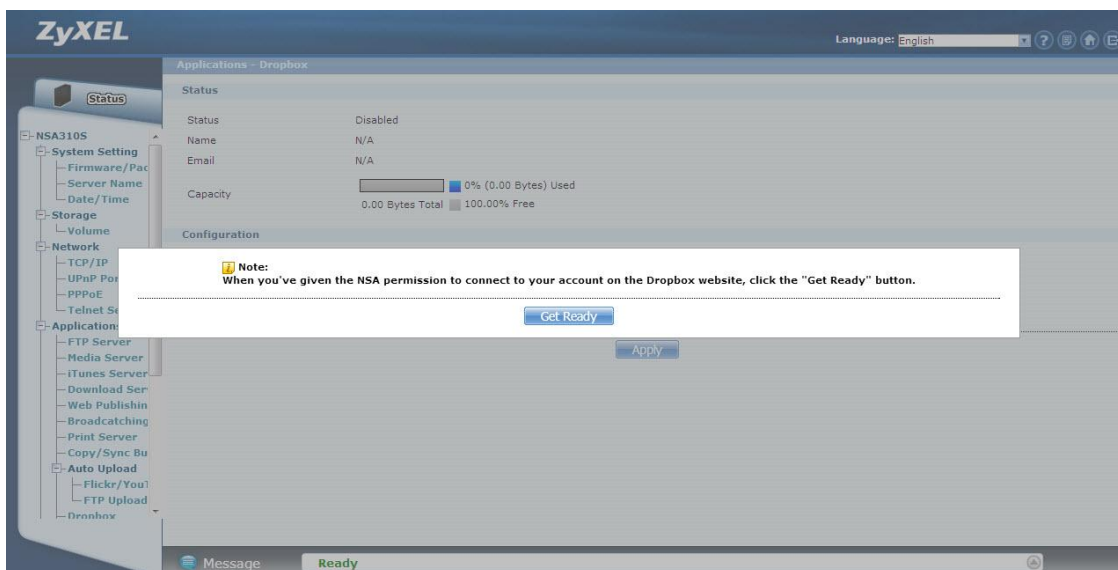 ZyXEL
Language: English
Applications - Dropbox
Status
Status
Status Disabled
Name N/A
Email N/A
Capacity 0% (0.00 Bytes) Used
0.00 Bytes Total 100.00% Free
Configuration
NSA310S
System Setting
Firmware/Pac
Server Name
Date/Time
Storage
Volume
Network
TCP/IP
UPnP Por
PPPoE
Telnet Se
Application
FTP Server
Media Server
iTunes Server
Download Ser
Web Publishin
Broadcatching
Print Server
Copy/Sync Bu
Auto Upload
Flickr/You
FTP Upload
Dropbox
Note:
When you've given the NSA permission to connect to your account on the Dropbox website, click the "Get Ready" button.
Get Ready
Apply
Message Ready